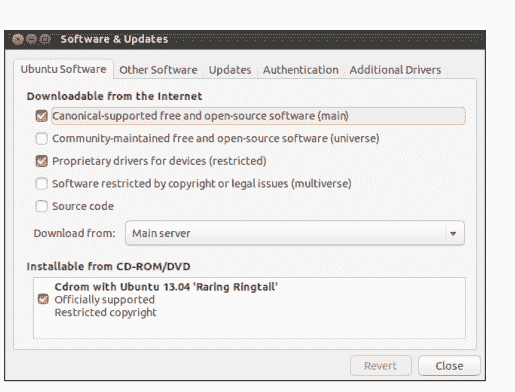 Software & Updates
Ubuntu Software Other Software Updates Authentication Additional Drivers
Downloadable from the Internet
Canonical-supported free and open-source software (main)
Community-maintained free and open-source software (universe)
Proprietary drivers for devices (restricted)
Software restricted by copyright or legal issues (multiverse)
Source code
Download from: Main server
Installable from CD-ROM/DVD
Cdrom with Ubuntu 13.04 'Raring Ringtail'
Officially supported
Restricted copyright
Revert Close